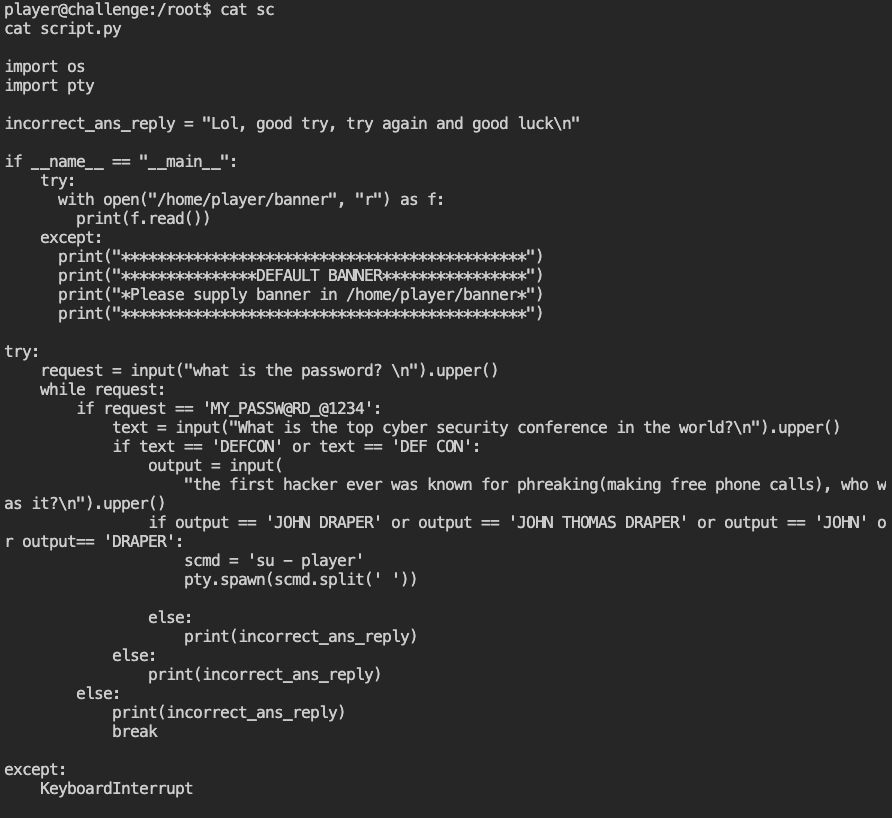 player@challenge:/root$ cat sc
cat script.py
import os
import pty
incorrect_ans_reply = "Lol, good try, try again and good luck\n"
if __name__ == "__main__":
    try:
      with open("/home/player/banner", "r") as f:
        print(f.read())
    except:
      print("*********************************************")
      print("***************DEFAULT BANNER****************")
      print("*Please supply banner in /home/player/banner*")
      print("*********************************************")
try:
    request = input("what is the password? \n").upper()
    while request:
        if request == 'MY_PASSW@RD_@1234':
            text = input("What is the top cyber security conference in the world?\n").upper()
            if text == 'DEFCON' or text == 'DEF CON':
                output = input(
                    "the first hacker ever was known for phreaking(making free phone calls), who w
as it?\n").upper()
                if output == 'JOHN DRAPER' or output == 'JOHN THOMAS DRAPER' or output == 'JOHN' o
r output== 'DRAPER':
                    scmd = 'su - player'
                    pty.spawn(scmd.split(' '))
                else:
                    print(incorrect_ans_reply)
            else:
                print(incorrect_ans_reply)
        else:
            print(incorrect_ans_reply)
            break
except:
    KeyboardInterrupt